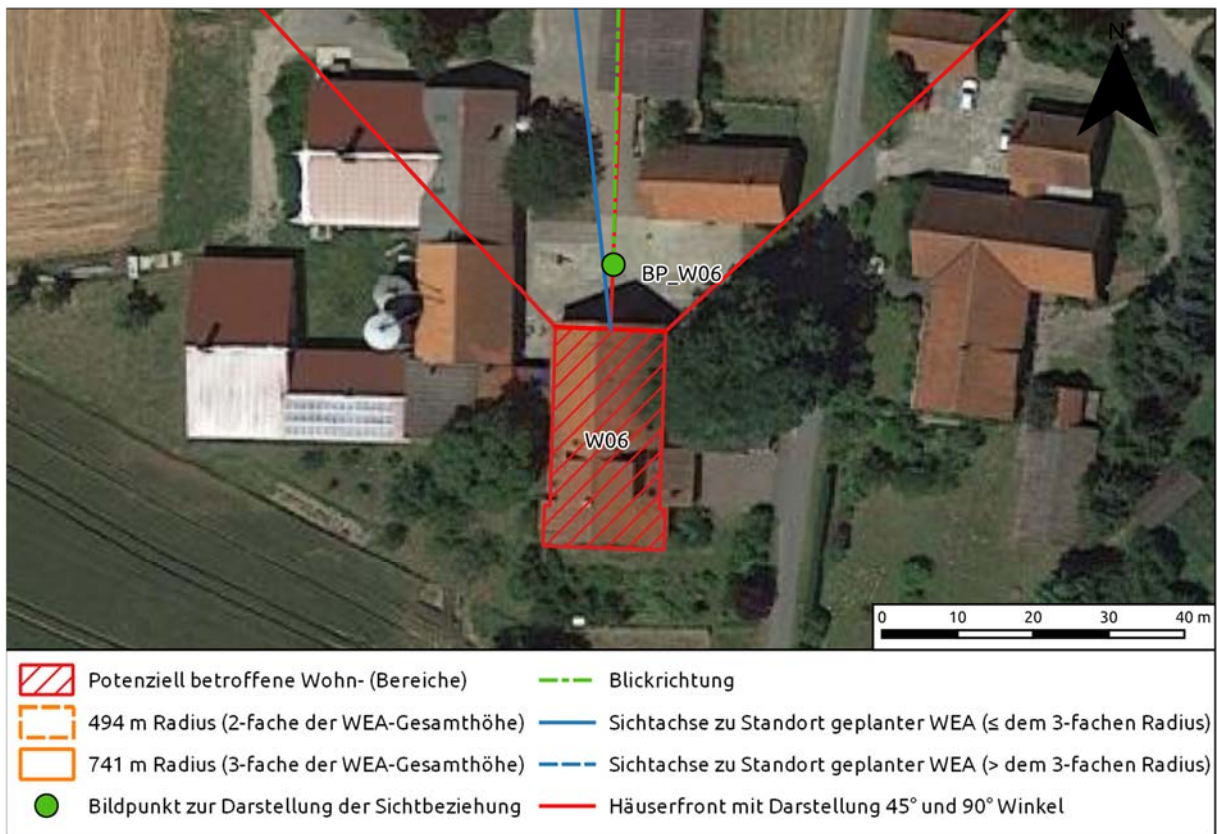 N
BP_W06
W06
0 10 20 30 40 m
Potenziell betroffene Wohn- (Bereiche)
494 m Radius (2-fache der WEA-Gesamthöhe)
741 m Radius (3-fache der WEA-Gesamthöhe)
Bildpunkt zur Darstellung der Sichtbeziehung
Blickrichtung
Sichtachse zu Standort geplanter WEA (≤ dem 3-fachen Radius)
Sichtachse zu Standort geplanter WEA (> dem 3-fachen Radius)
Häuserfront mit Darstellung 45° und 90° Winkel